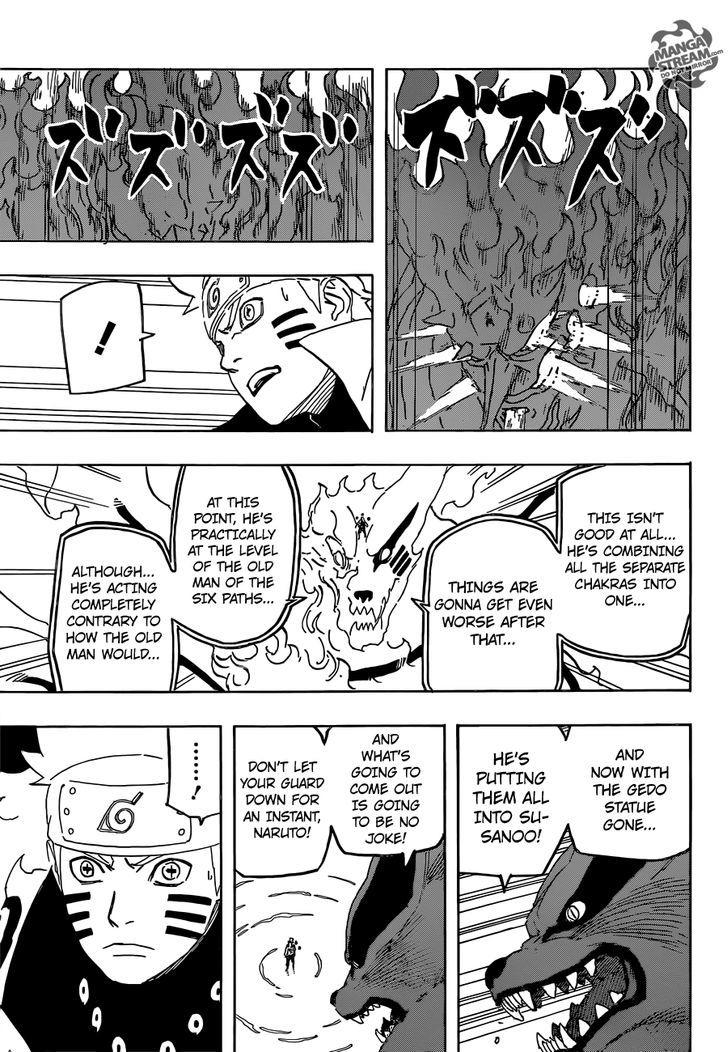 MANGA
STREAM.com
DO NOT MIRROR
ズズズ
ズズズズ
!
THIS ISN'T
GOOD AT ALL...
HE'S COMBINING
ALL THE SEPARATE
CHAKRAS INTO
ONE...
THINGS ARE
GONNA GET EVEN
WORSE AFTER
THAT...
AT THIS
POINT, HE'S
PRACTICALLY
AT THE LEVEL
OF THE OLD
MAN OF THE
SIX PATHS...
ALTHOUGH...
HE'S ACTING
COMPLETELY
CONTRARY TO
HOW THE OLD
MAN WOULD...
AND
NOW WITH
THE GEDO
STATUE
GONE...
HE'S
PUTTING
THEM ALL
INTO SU-
SANOO!
AND
WHAT'S
GOING TO
COME OUT
IS GOING
TO BE NO
JOKE!
DON'T LET
YOUR GUARD
DOWN FOR
AN INSTANT,
NARUTO!
......